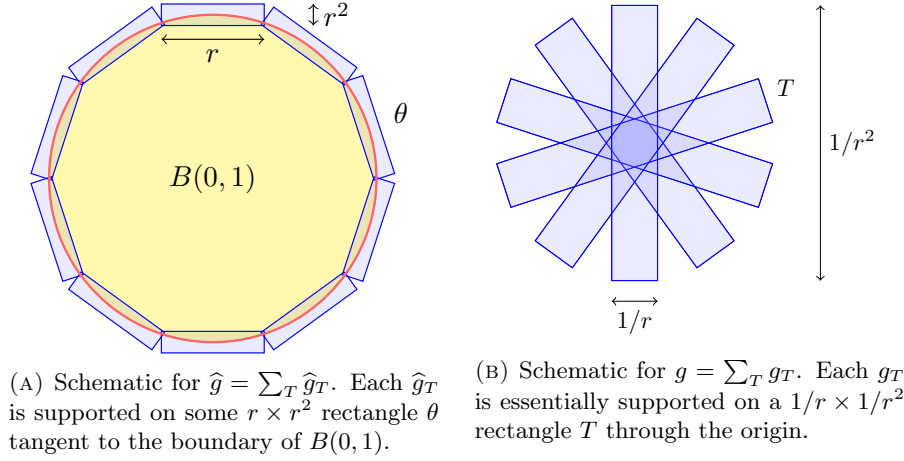 r²
r
θ
B(0, 1)
T
1/r²
1/r
(A) Schematic for ĝ = ∑_T ĝ_T. Each ĝ_T
is supported on some r × r² rectangle θ
tangent to the boundary of B(0, 1).
(B) Schematic for g = ∑_T g_T. Each g_T
is essentially supported on a 1/r × 1/r²
rectangle T through the origin.